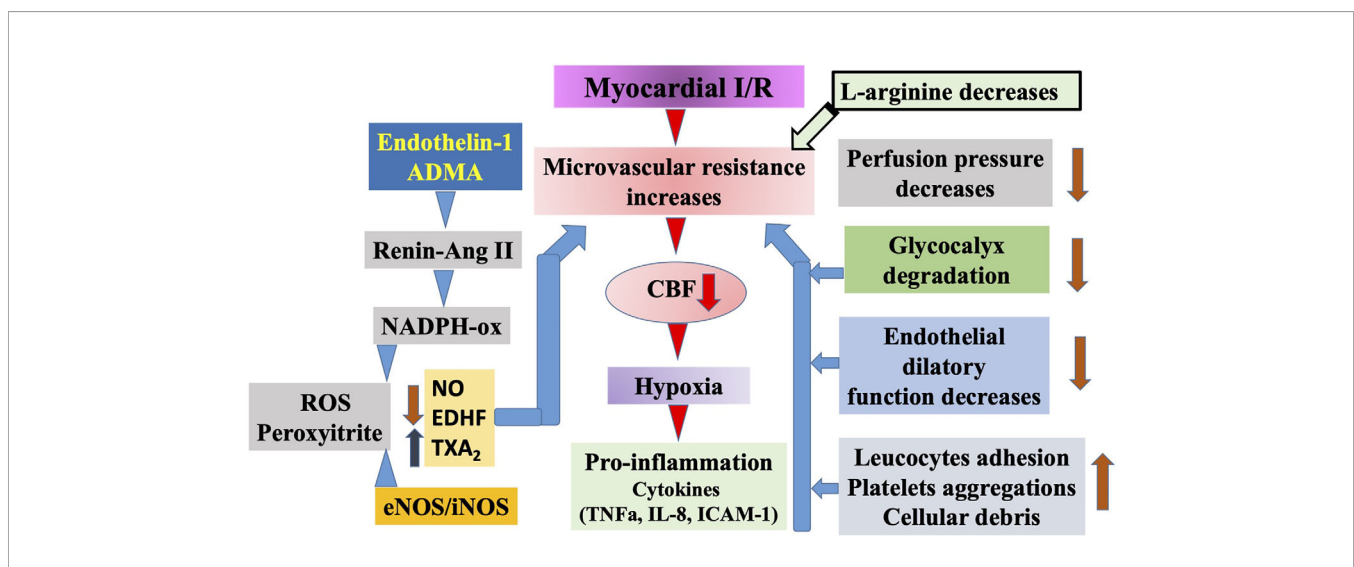 Myocardial I/R
L-arginine decreases
Endothelin-1
ADMA
Microvascular resistance
increases
Perfusion pressure
decreases
Renin-Ang II
Glycocalyx
degradation
CBF
NADPH-ox
Endothelial
dilatory
function decreases
Hypoxia
ROS
Peroxyitrite
NO
EDHF
TXA₂
eNOS/iNOS
Pro-inflammation
Cytokines
(TNFa, IL-8, ICAM-1)
Leucocytes adhesion
Platelets aggregations
Cellular debris